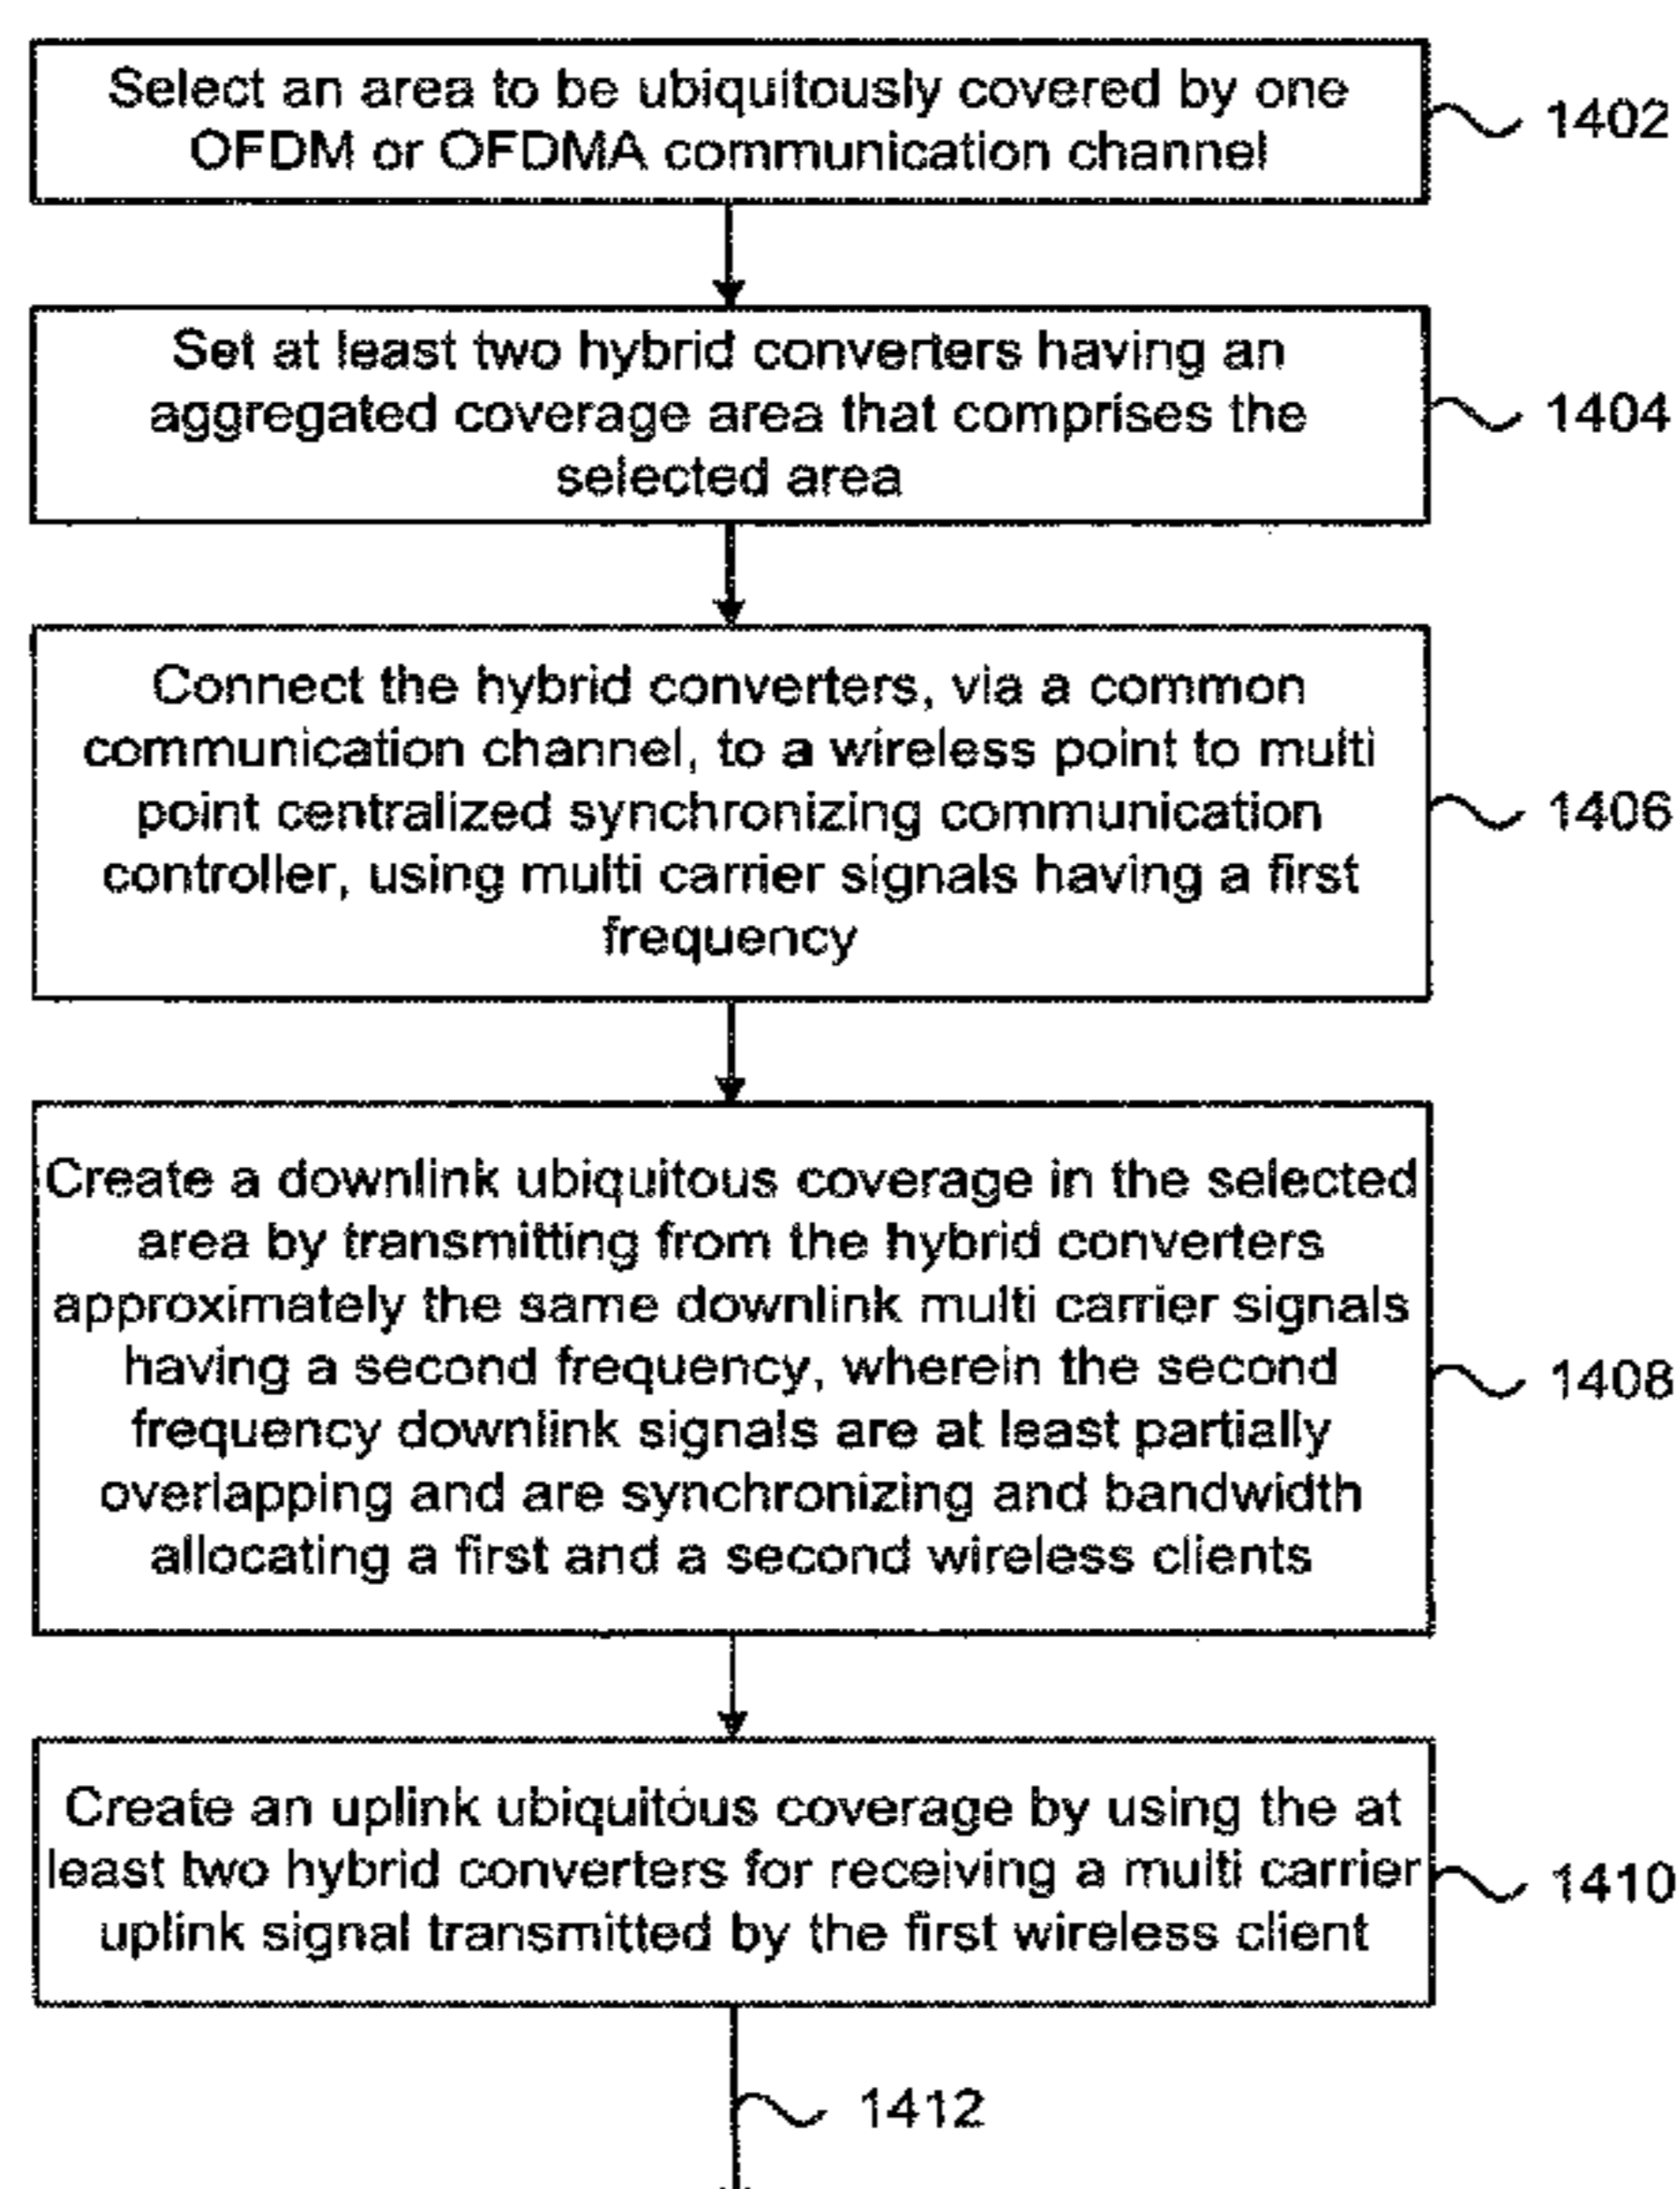 Select an area to be ubiquitously covered by one
OFDM or OFDMA communication channel
1402
Set at least two hybrid converters having an
aggregated coverage area that comprises the
selected area
1404
Connect the hybrid converters, via a common
communication channel, to a wireless point to multi
point centralized synchronizing communication
controller, using multi carrier signals having a first
frequency
1406
Create a downlink ubiquitous coverage in the selected
area by transmitting from the hybrid converters
approximately the same downlink multi carrier signals
having a second frequency, wherein the second
frequency downlink signals are at least partially
overlapping and are synchronizing and bandwidth
allocating a first and a second wireless clients
1408
Create an uplink ubiquitous coverage by using the at
least two hybrid converters for receiving a multi carrier
uplink signal transmitted by the first wireless client
1410
1412